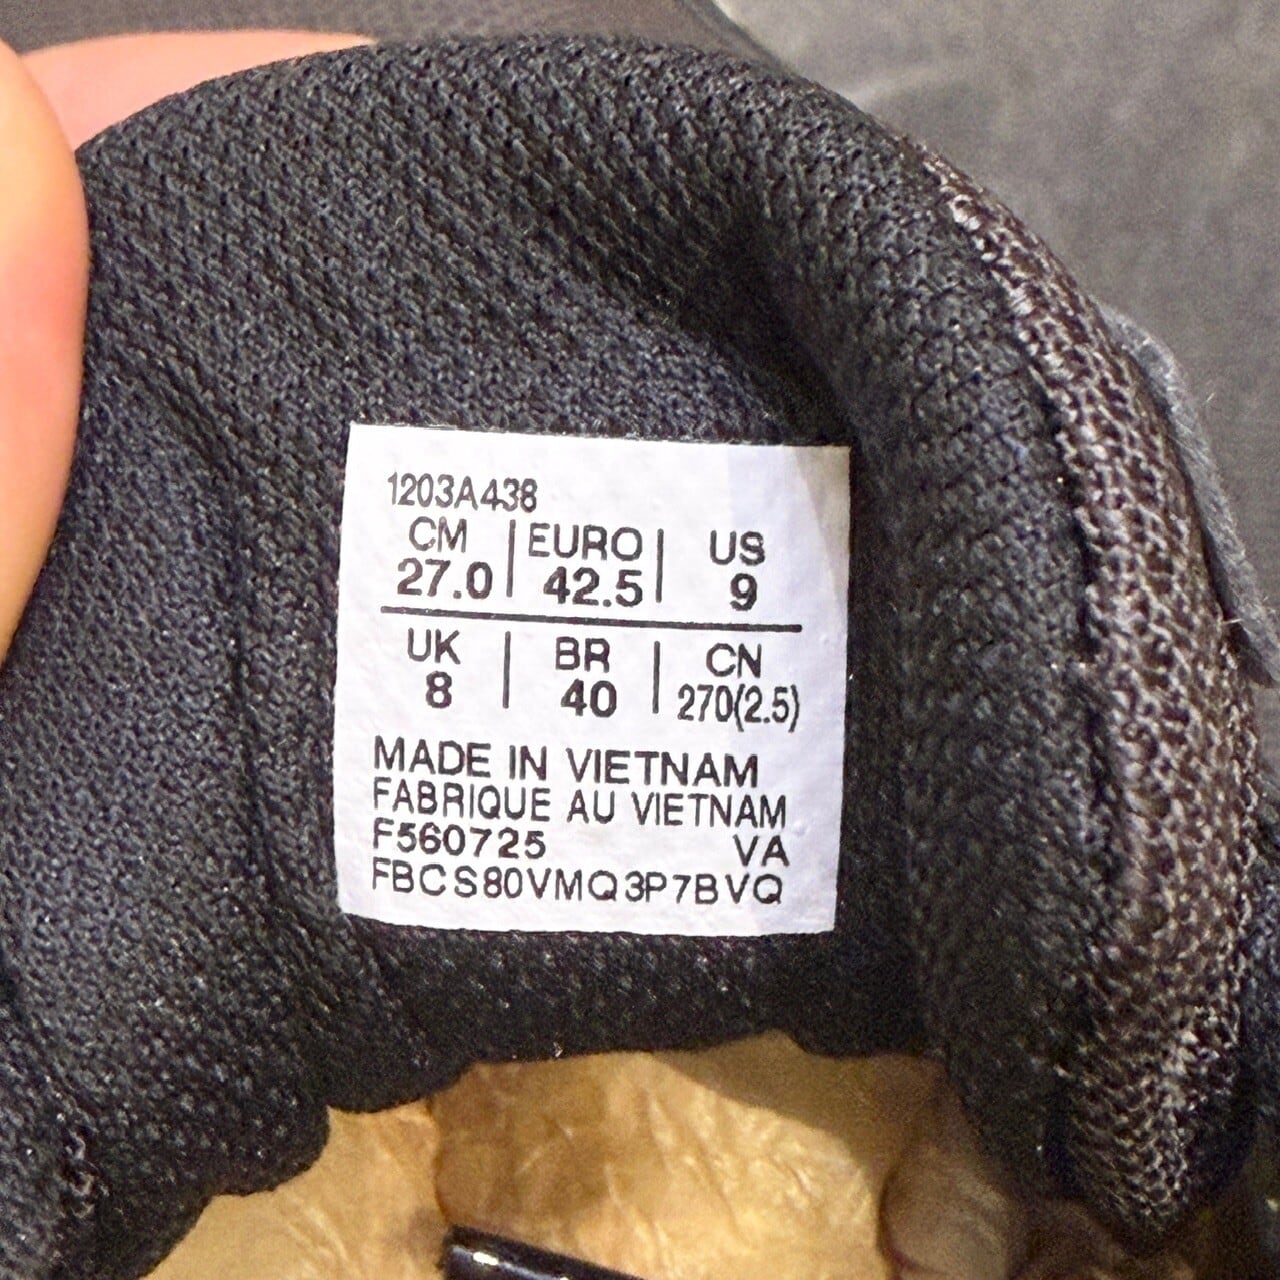 1203A438
CM | EURO | US
27.0 | 42.5 | 9
UK | BR | CN
8 | 40 | 270(2.5)
MADE IN VIETNAM
FABRIQUE AU VIETNAM
F560725 VA
FBCS80VMQ3P7BVQ